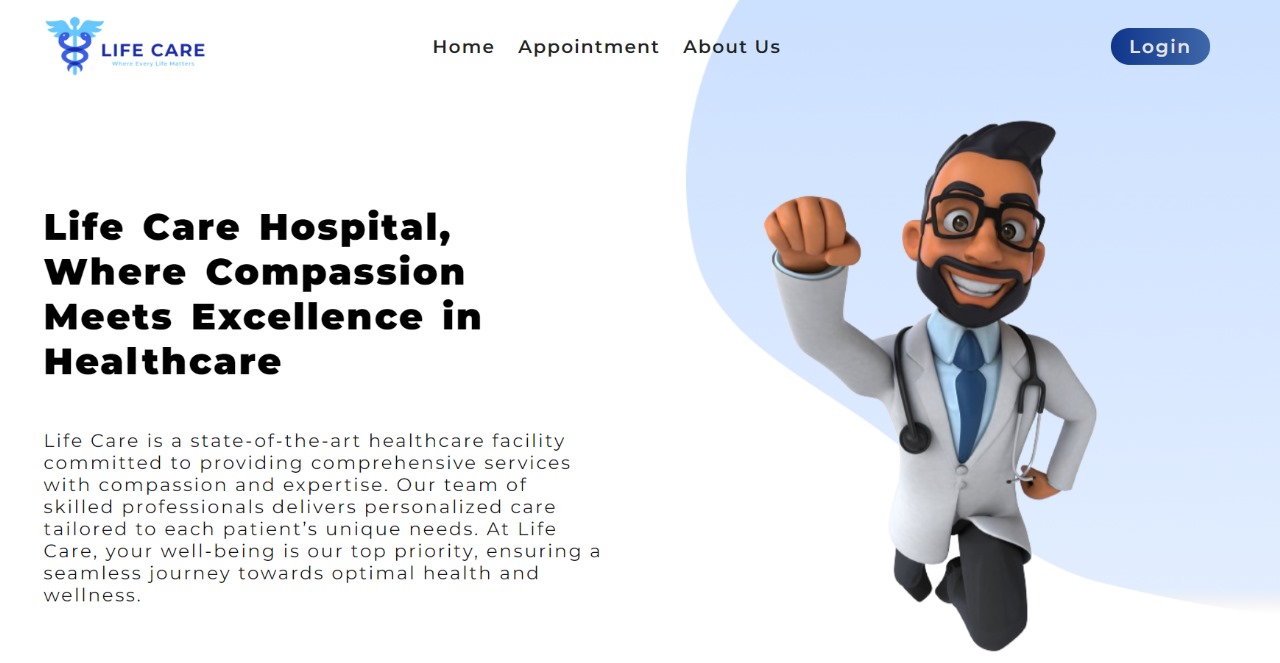 LIFE CARE
Where Every Life Matters
Home Appointment About Us
Login
Life Care Hospital,
Where Compassion
Meets Excellence in
Healthcare
Life Care is a state-of-the-art healthcare facility
committed to providing comprehensive services
with compassion and expertise. Our team of
skilled professionals delivers personalized care
tailored to each patient's unique needs. At Life
Care, your well-being is our top priority, ensuring a
seamless journey towards optimal health and
wellness.